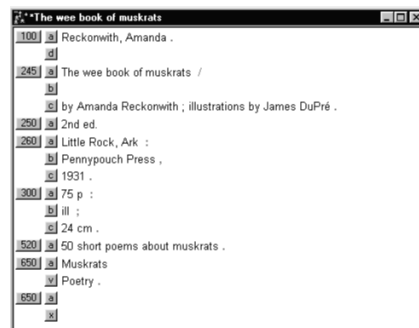 *The wee book of muskrats
100 a Reckonwith, Amanda .
d
245 a The wee book of muskrats /
b
c by Amanda Reckonwith ; illustrations by James DuPré .
250 a 2nd ed.
260 a Little Rock, Ark :
b Pennypouch Press ,
c 1931 .
300 a 75 p :
b ill ;
c 24 cm .
520 a 50 short poems about muskrats .
650 a Muskrats
v Poetry .
650 a
x